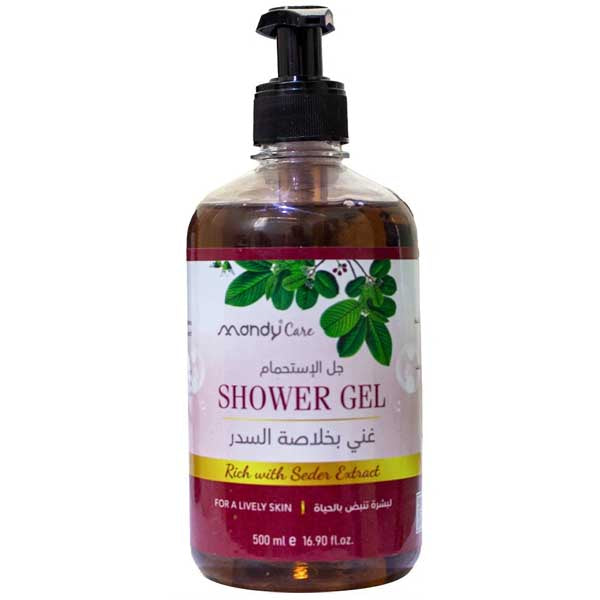 mandy® Care
جل الإستحمام
SHOWER GEL
غني بخلاصة السدر
Rich with Seder Extract
FOR A LIVELY SKIN | لبشرة تنبض بالحياة
500 ml e 16.90 fl.oz.